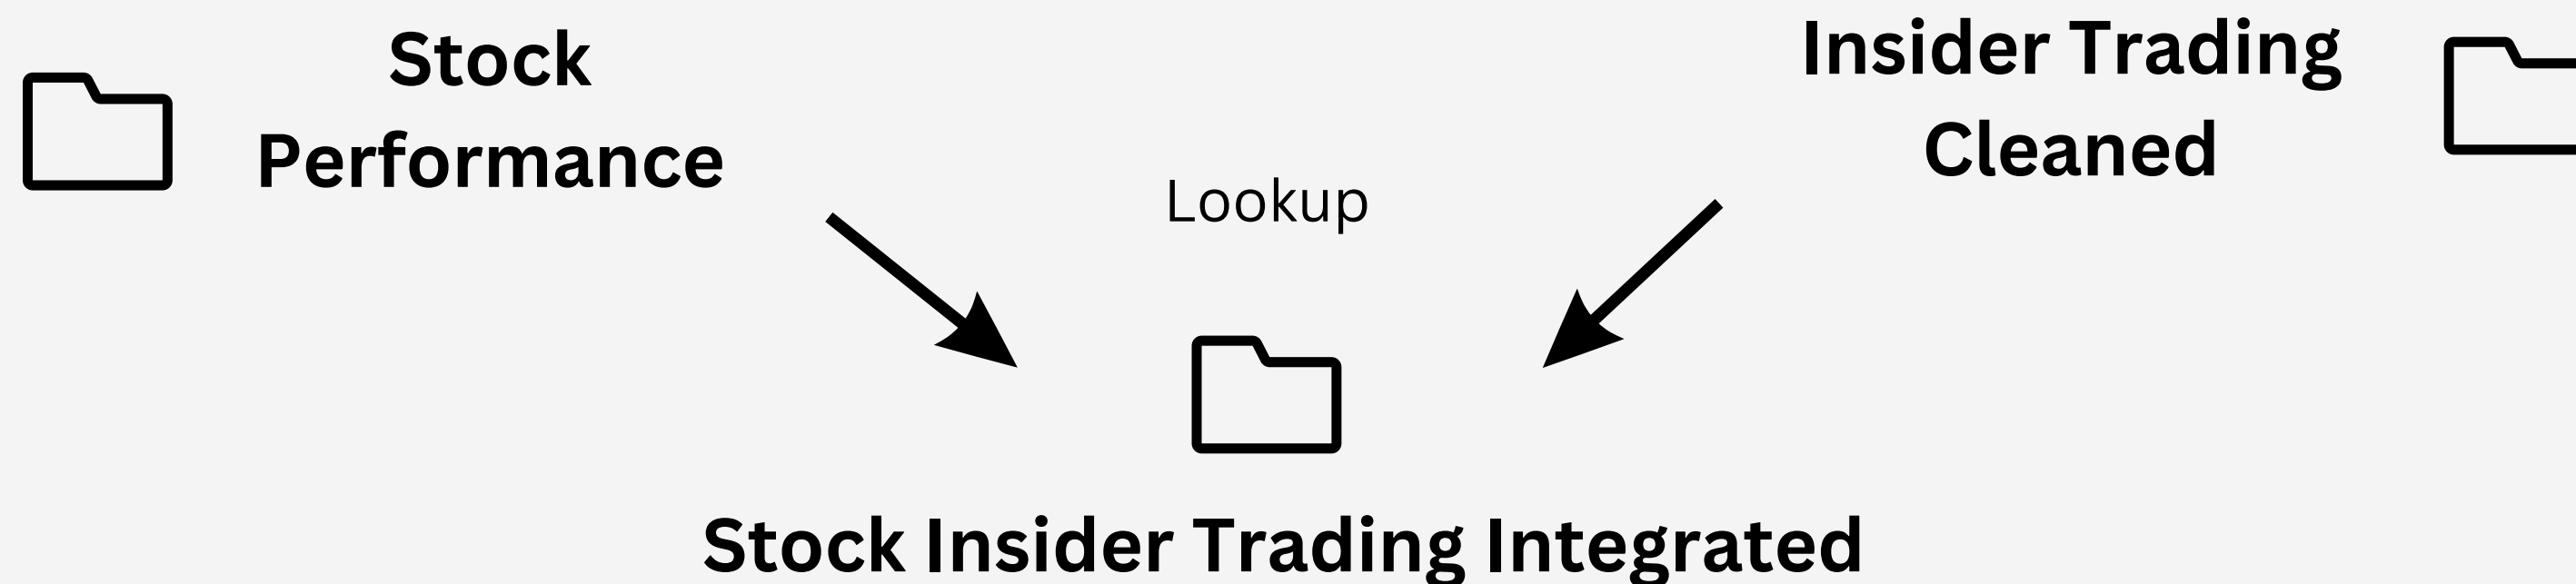 Stock
Performance
Insider Trading
Cleaned
Lookup
Stock Insider Trading Integrated